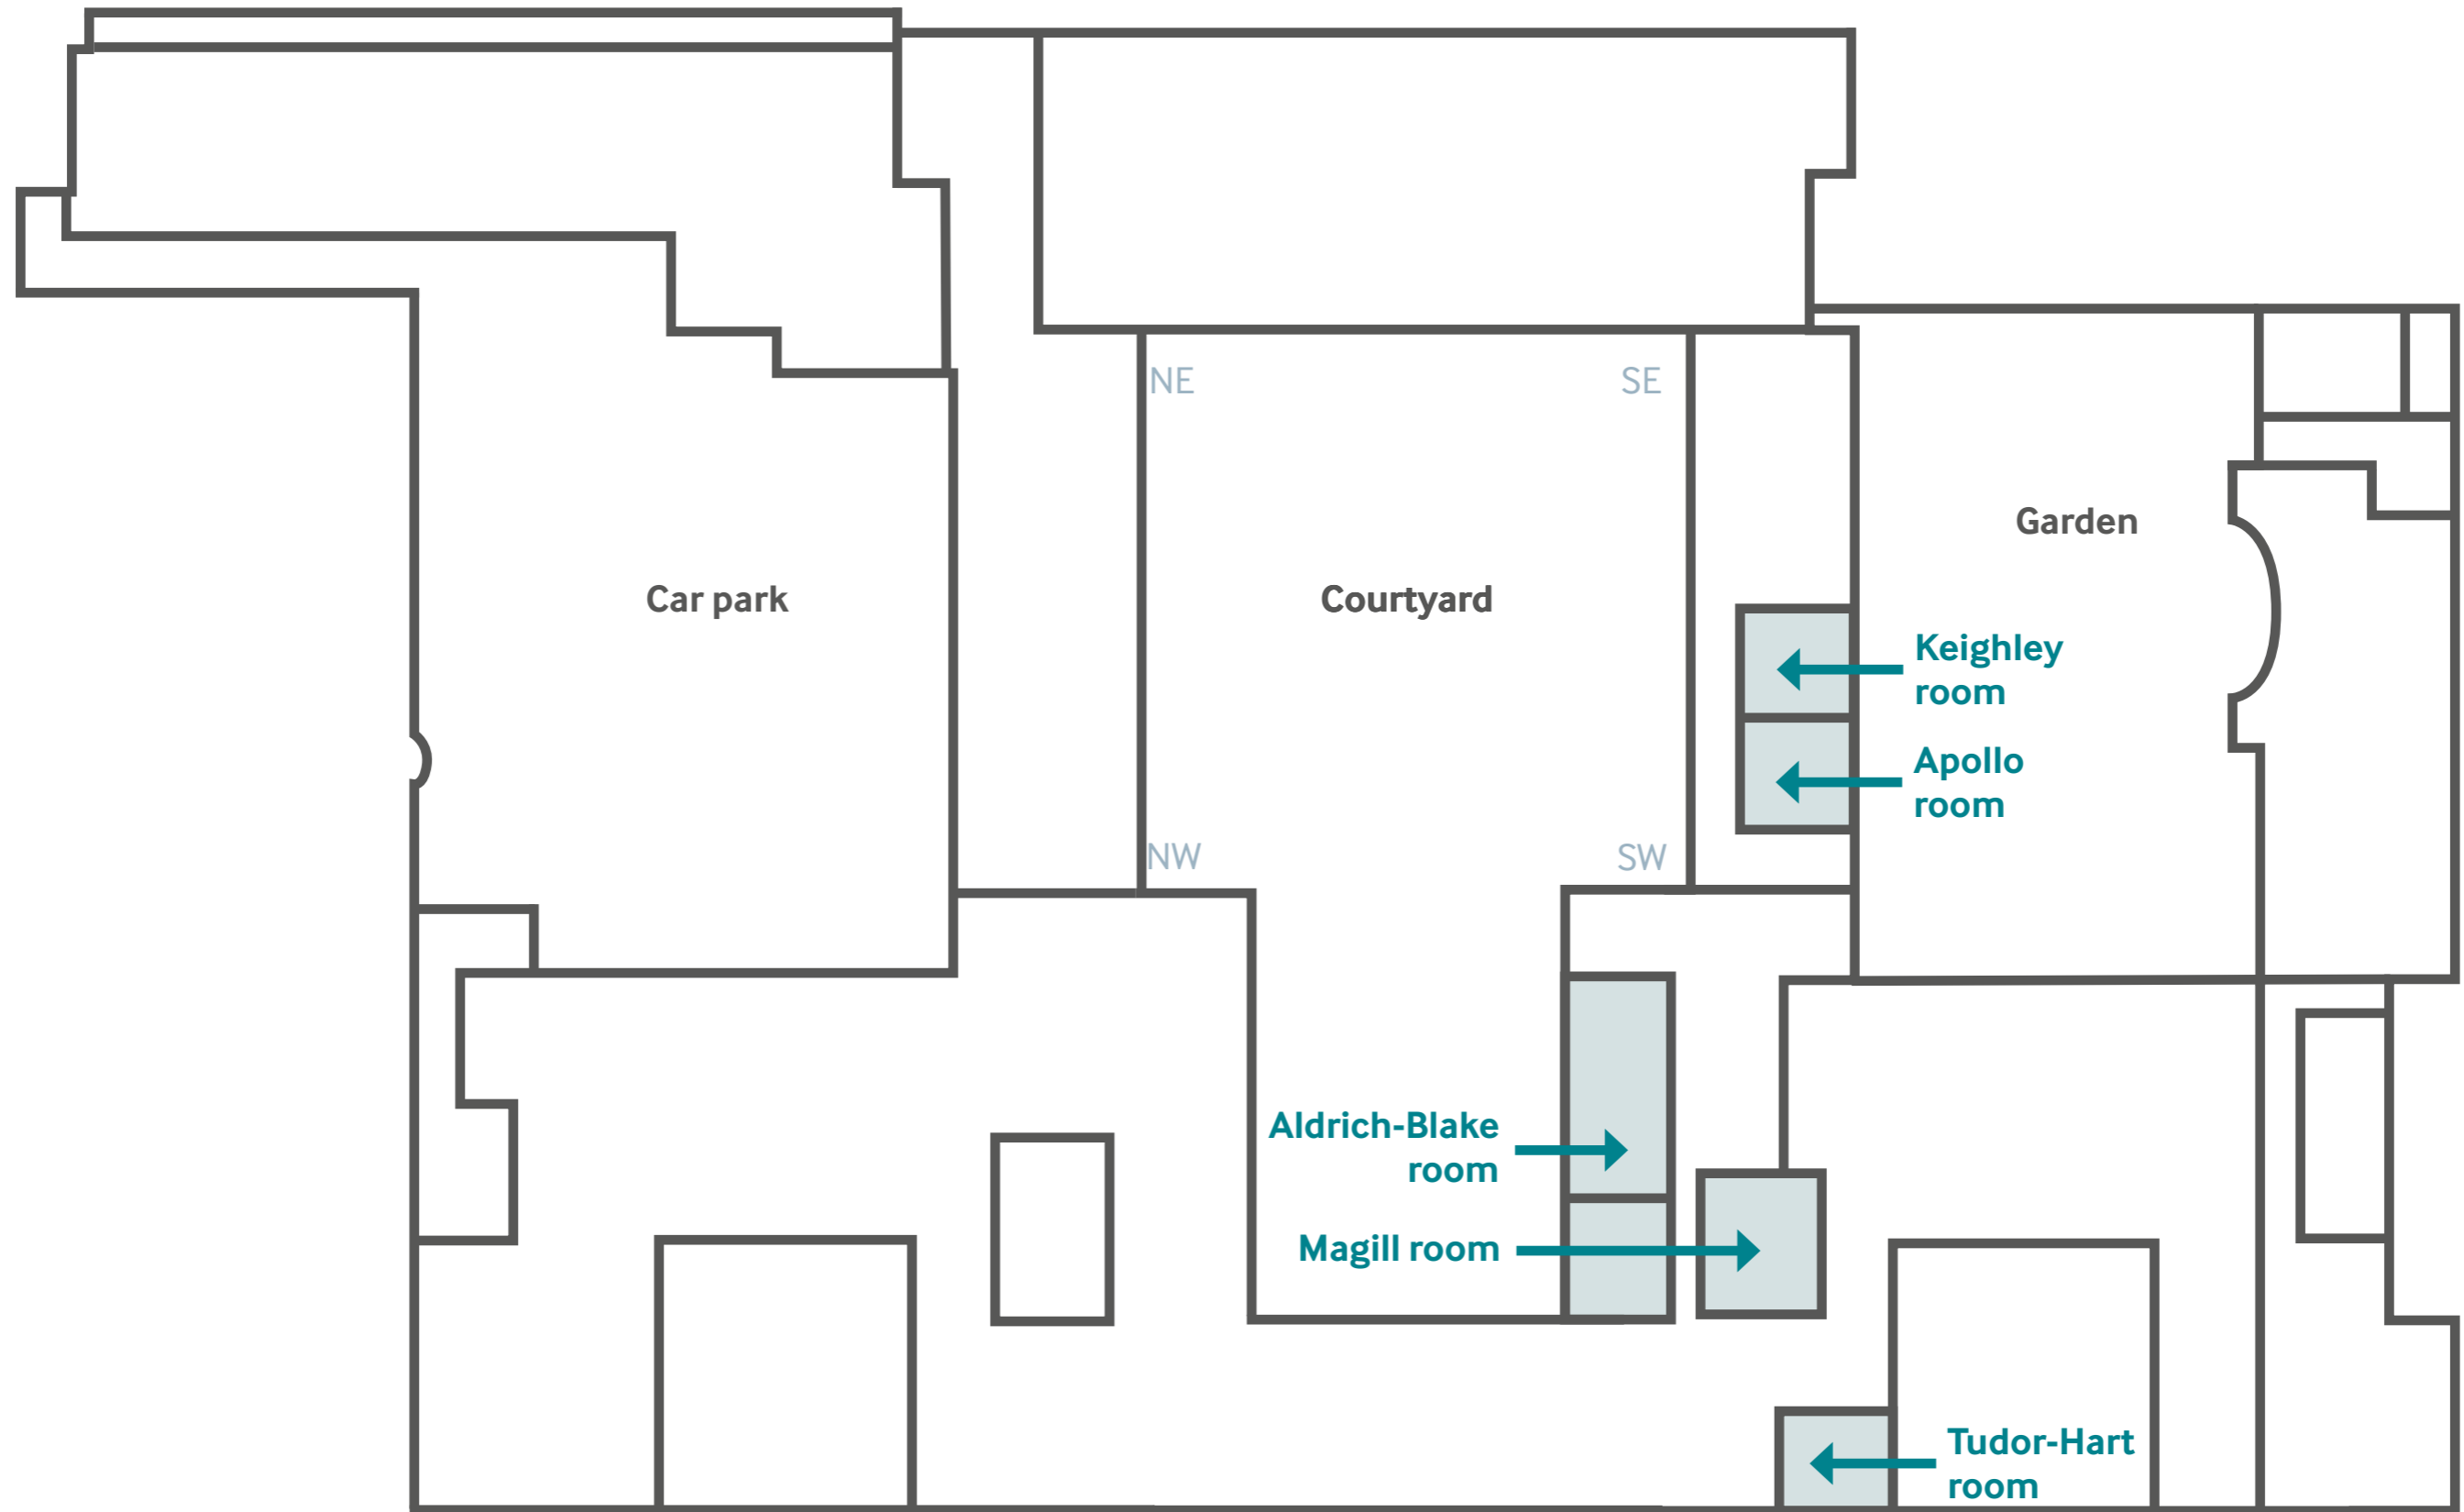 NE
SE
Garden
Car park
Courtyard
Keighley
room
Apollo
room
NW
SW
Aldrich-Blake
room
Magill room
Tudor-Hart
room